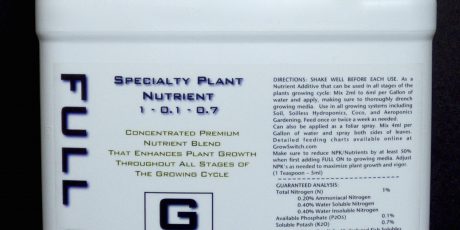 FULL
SPECIALTY PLANT
NUTRIENT
1 - 0.1 - 0.7
CONCENTRATED PREMIUM
NUTRIENT BLEND
THAT ENHANCES PLANT GROWTH
THROUGHOUT ALL STAGES OF
THE GROWING CYCLE
G
DIRECTIONS: SHAKE WELL BEFORE EACH USE. As a
Nutrient Additive that can be used in all stages of the
plants growing cycle: Mix 2ml to 6ml per Gallon of
water and apply, making sure to thoroughly drench
growing media. Use in all growing systems including
Soil, Soilless Hydroponics, Coco, and Aeroponics
Gardening. Feed once or twice a week as needed.
Can also be applied as a foliar spray. Mix 4ml per
Gallon of water and spray both sides of leaves.
Detailed feeding charts available online at
GrowSwitch.com
Make sure to reduce NPK/Nutrients by at least 50%
when first adding FULL ON to growing media. Adjust
NPK's as needed to maximize plant growth and vigor.
(1 Teaspoon ~ 5ml)
GUARANTEED ANALYSIS:
Total Nitrogen (N) 1%
0.20% Ammoniacal Nitrogen
0.40% Water Soluble Nitrogen
0.40% Water Insoluble Nitrogen
Available Phosphate (P2O5) 0.1%
Soluble Potash (K2O) 0.7%